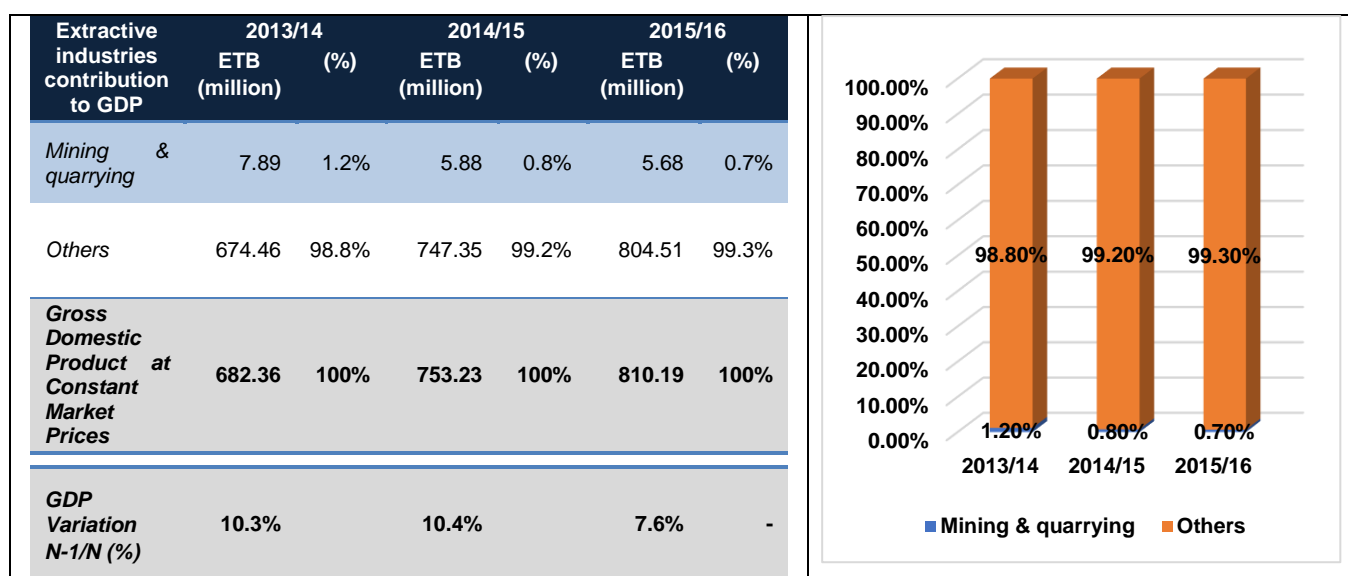 Extractive 2013/14 2014/15 2015/16
industries ETB (%) ETB (%) ETB (%)
contribution (million) (million) (million)
to GDP
Mining &
quarrying 7.89 1.2% 5.88 0.8% 5.68 0.7%
Others 674.46 98.8% 747.35 99.2% 804.51 99.3%
Gross
Domestic
Product at
Constant
Market
Prices
682.36 100% 753.23 100% 810.19 100%
GDP
Variation
N-1/N (%)
10.3% 10.4% 7.6% -
100.00%
90.00%
80.00%
70.00%
60.00%
50.00%
40.00%
30.00%
20.00%
10.00%
0.00%
98.80% 99.20% 99.30%
1.20% 0.80% 0.70%
2013/14 2014/15 2015/16
Mining & quarrying Others